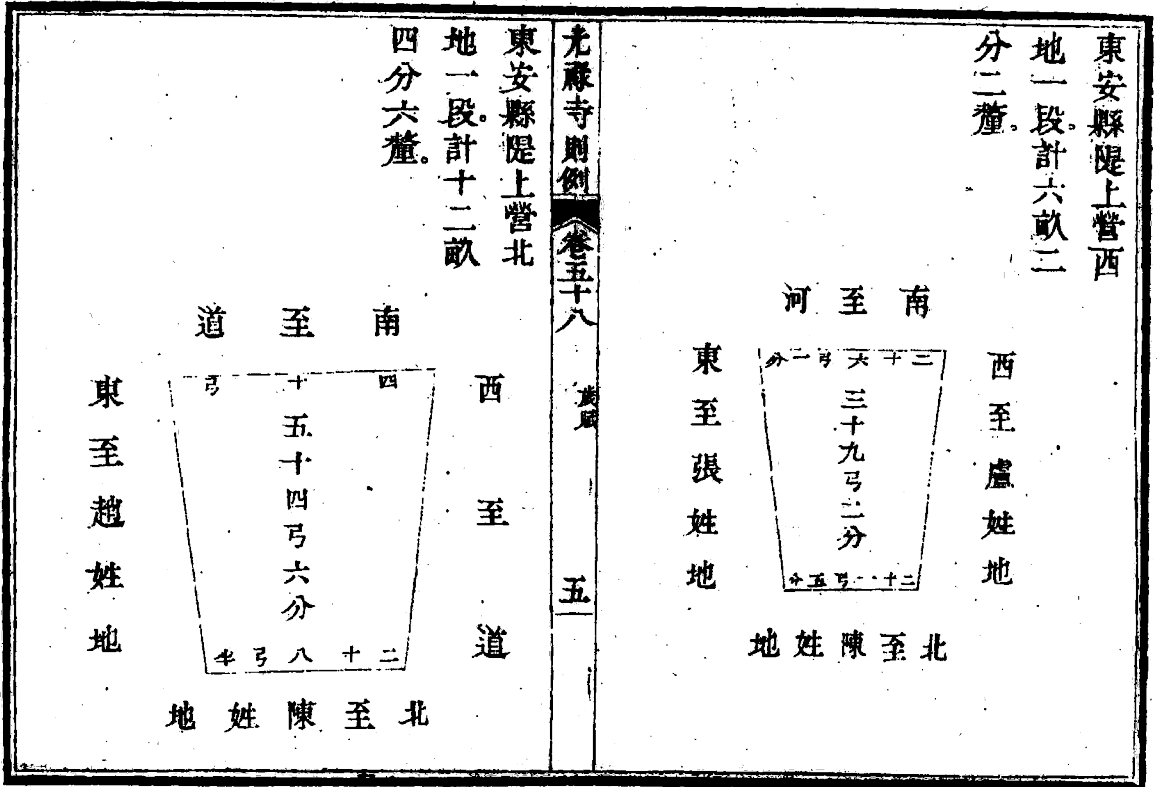 東安縣隄上營西
地一段。計六畝二
分二釐。
南至河
西至盧姓地
二十六弓一分
三十九弓二分
二十一弓五分
東至張姓地
北至陳姓地
光祿寺則例
卷五十八
歲賦
五
東安縣隄上營北
地一段。計十二畝
四分六釐。
南至道
西至道
四十弓
五十四弓六分
二十八弓半
東至趙姓地
北至陳姓地